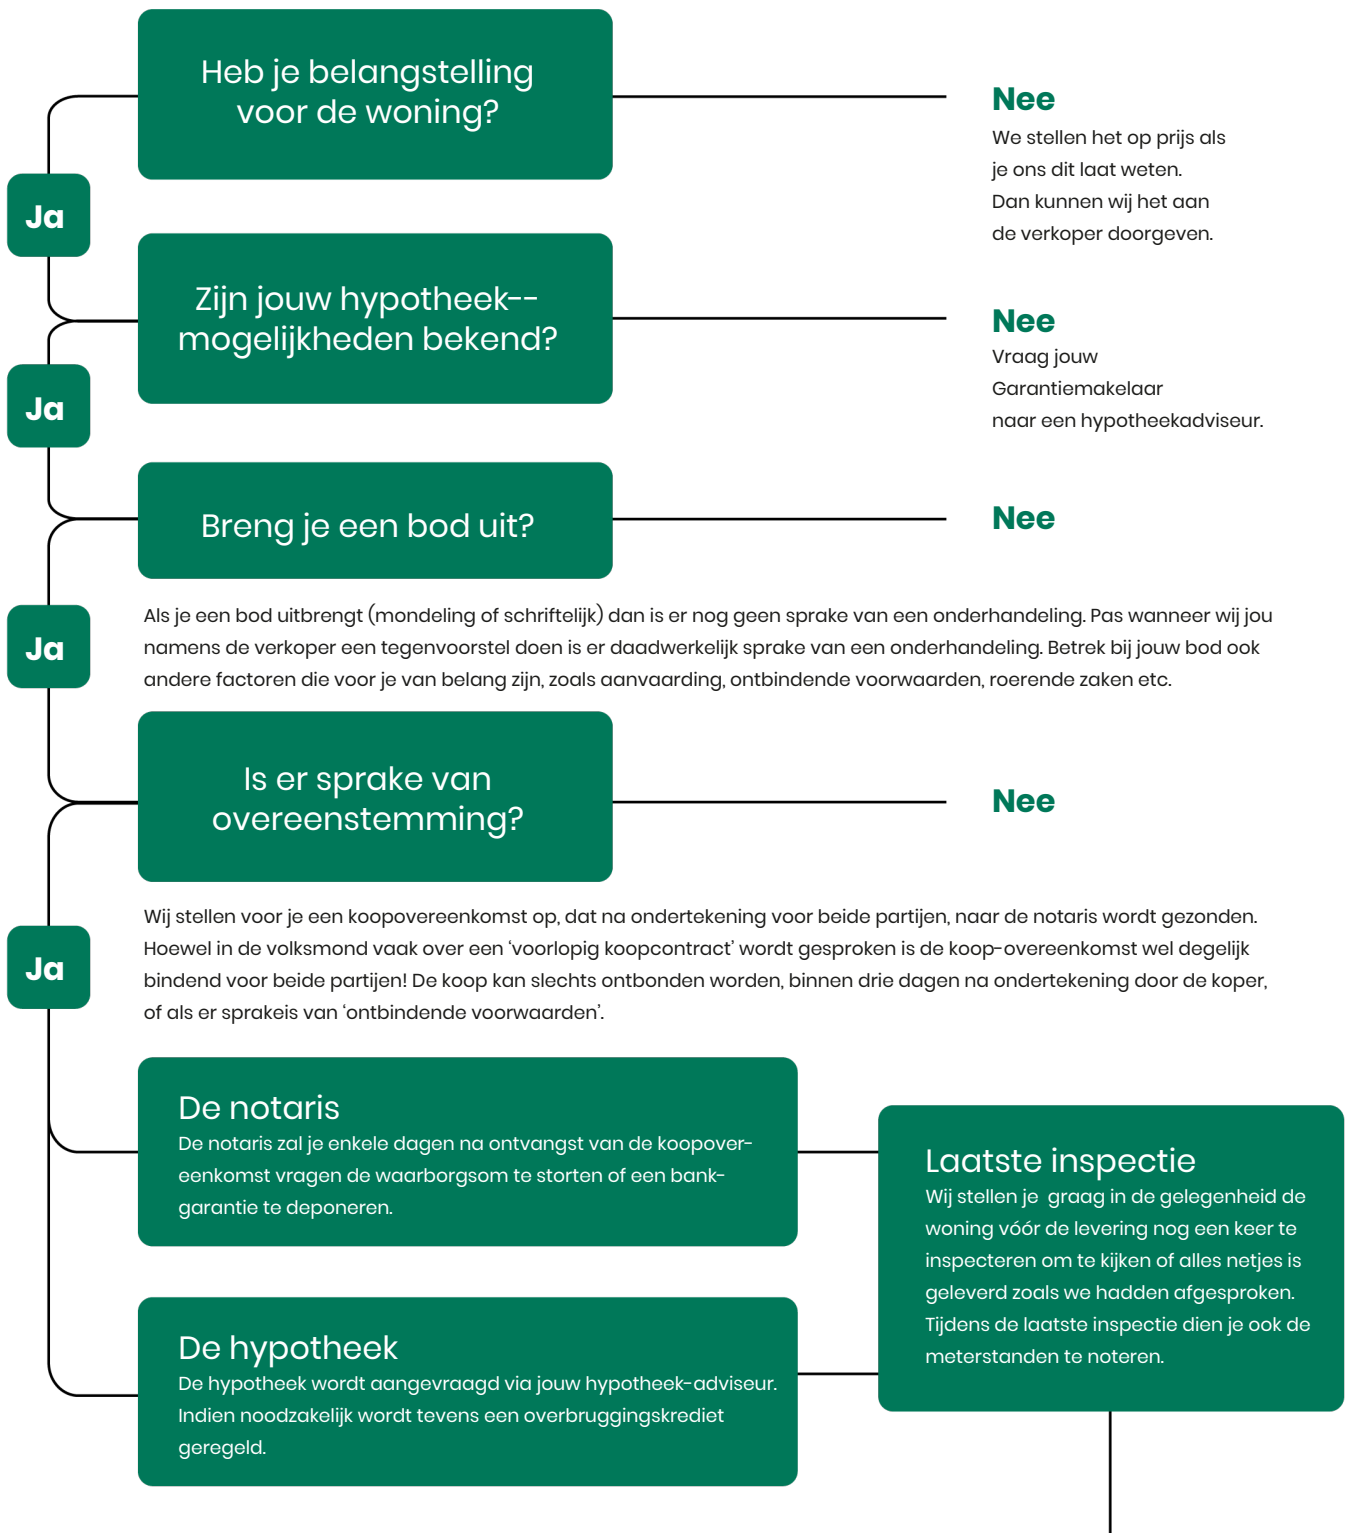 Heb je belangstelling
voor de woning?
Nee
We stellen het op prijs als
je ons dit laat weten.
Dan kunnen wij het aan
de verkoper doorgeven.
Ja
Zijn jouw hypotheek--
mogelijkheden bekend?
Nee
Vraag jouw
Garantiemakelaar
naar een hypotheekadviseur.
Ja
Breng je een bod uit?
Nee
Ja
Als je een bod uitbrengt (mondeling of schriftelijk) dan is er nog geen sprake van een onderhandeling. Pas wanneer wij jou
namens de verkoper een tegenvoorstel doen is er daadwerkelijk sprake van een onderhandeling. Betrek bij jouw bod ook
andere factoren die voor je van belang zijn, zoals aanvaarding, ontbindende voorwaarden, roerende zaken etc.
Is er sprake van
overeenstemming?
Nee
Ja
Wij stellen voor je een koopovereenkomst op, dat na ondertekening voor beide partijen, naar de notaris wordt gezonden.
Hoewel in de volksmond vaak over een ‘voorlopig koopcontract’ wordt gesproken is de koop-overeenkomst wel degelijk
bindend voor beide partijen! De koop kan slechts ontbonden worden, binnen drie dagen na ondertekening door de koper,
of als er sprakeis van ‘ontbindende voorwaarden’.
De notaris
De notaris zal je enkele dagen na ontvangst van de koopover-
eenkomst vragen de waarborgsom te storten of een bank-
garantie te deponeren.
De hypotheek
De hypotheek wordt aangevraagd via jouw hypotheek-adviseur.
Indien noodzakelijk wordt tevens een overbruggingskrediet
geregeld.
Laatste inspectie
Wij stellen je graag in de gelegenheid de
woning vóór de levering nog een keer te
inspecteren om te kijken of alles netjes is
geleverd zoals we hadden afgesproken.
Tijdens de laatste inspectie dien je ook de
meterstanden te noteren.